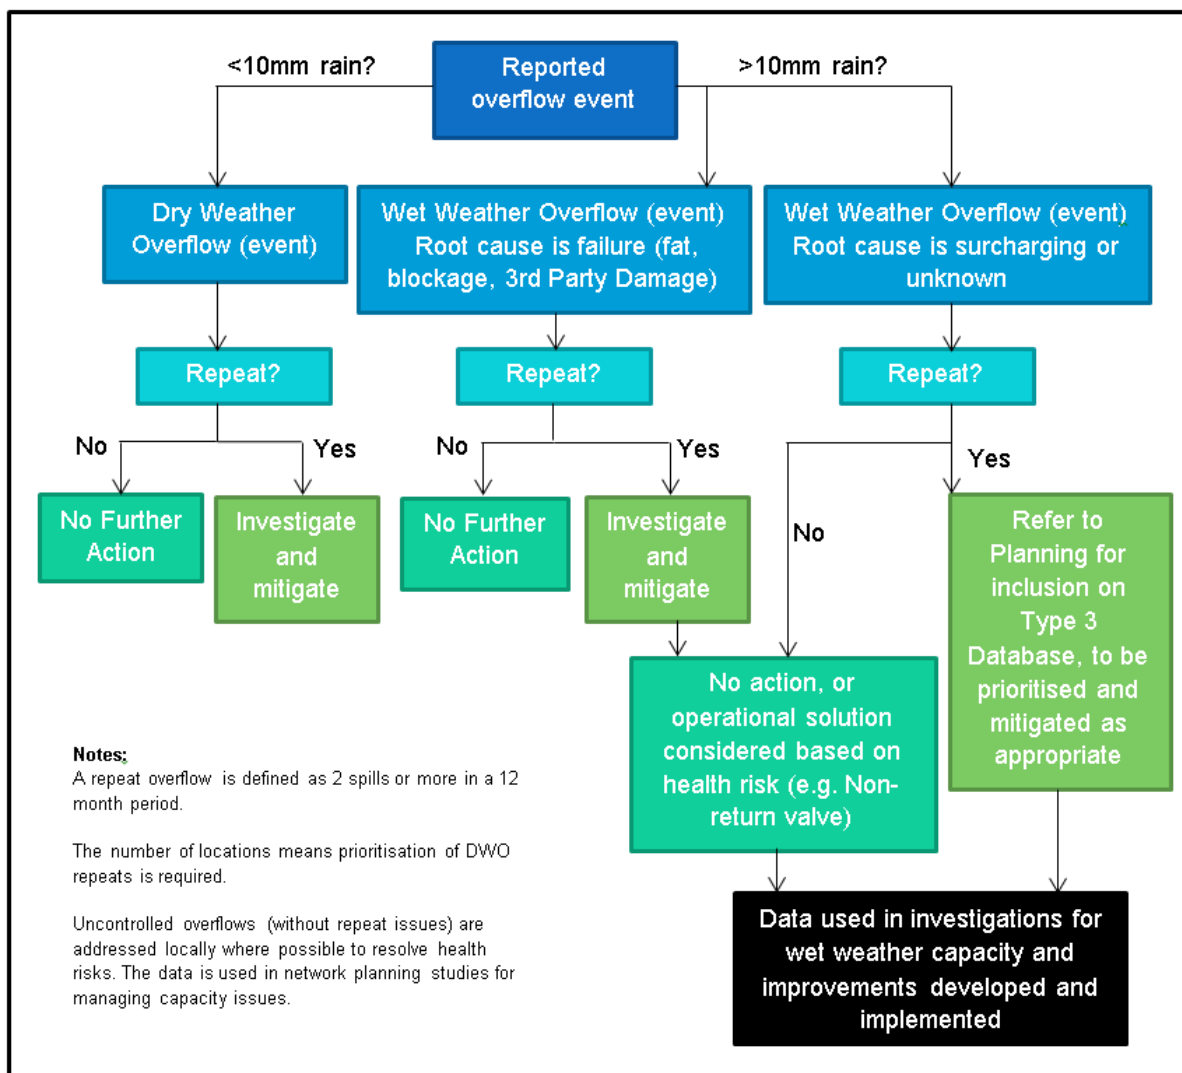 <10mm rain?
Reported
overflow event
>10mm rain?
Dry Weather
Overflow (event)
Wet Weather Overflow (event)
Root cause is failure (fat,
blockage, 3rd Party Damage)
Wet Weather Overflow (event)
Root cause is surcharging or
unknown
Repeat?
Repeat?
Repeat?
No
Yes
No
Yes
No
Yes
No Further
Action
Investigate
and
mitigate
No Further
Action
Investigate
and
mitigate
Refer to
Planning for
inclusion on
Type 3
Database, to be
prioritised and
mitigated as
appropriate
No action, or
operational solution
considered based on
health risk (e.g. Non-
return valve)
Notes:
A repeat overflow is defined as 2 spills or more in a 12
month period.
The number of locations means prioritisation of DWO
repeats is required.
Uncontrolled overflows (without repeat issues) are
addressed locally where possible to resolve health
risks. The data is used in network planning studies for
managing capacity issues.
Data used in investigations for
wet weather capacity and
improvements developed and
implemented